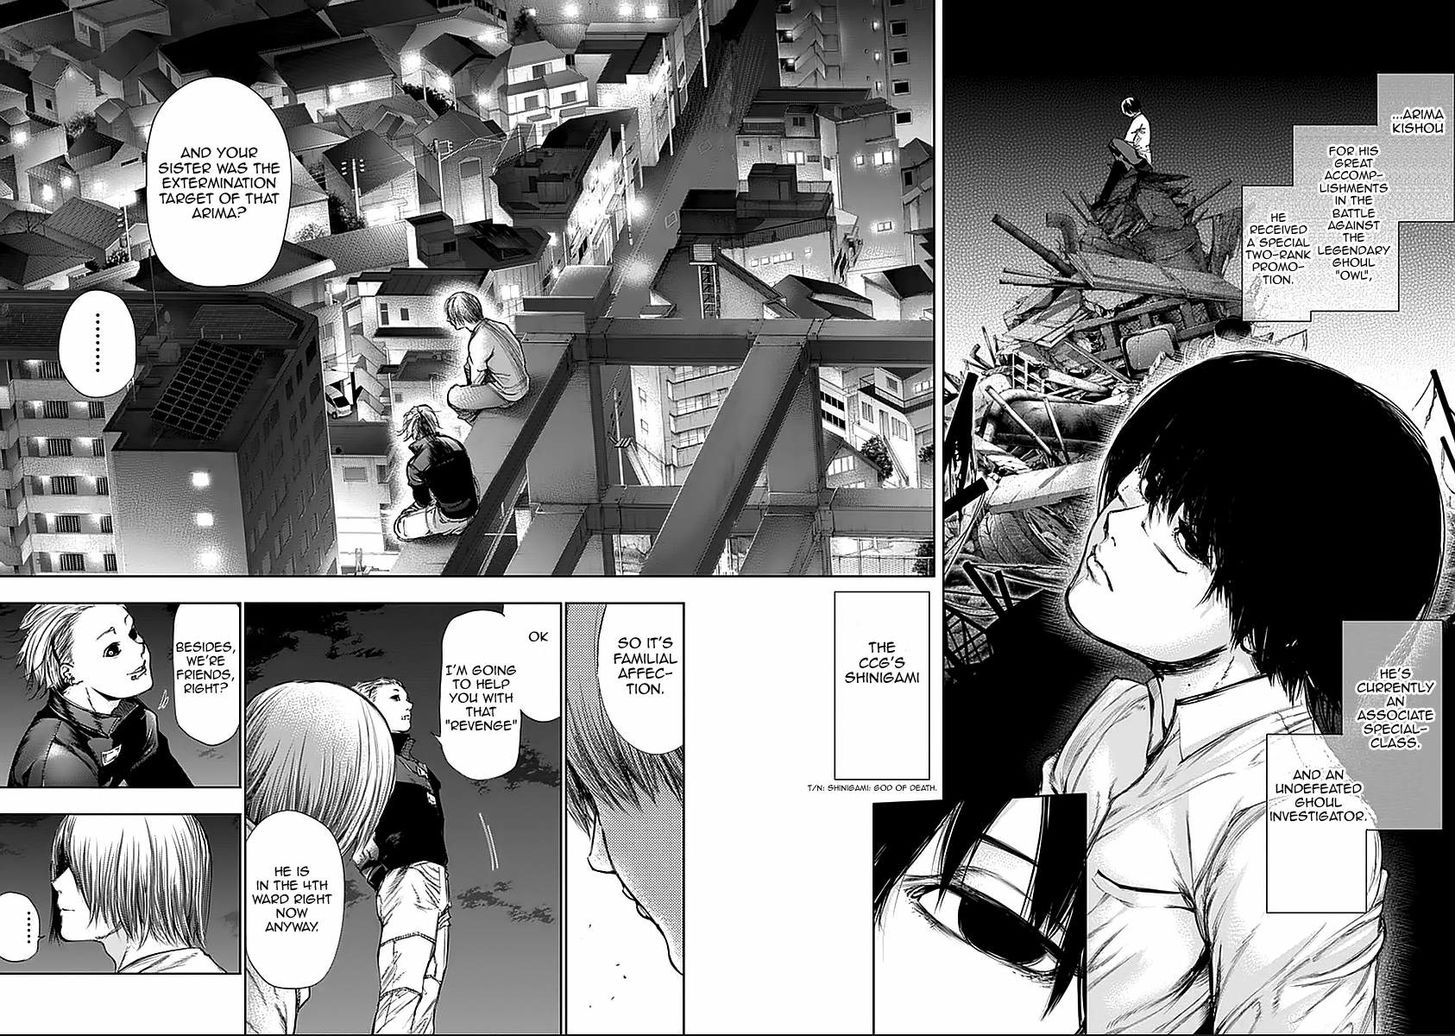 ...ARIMA
KISHOU
FOR HIS
GREAT
ACCOMP-
LISHMENTS
IN THE
BATTLE
AGAINST
THE
LEGENDARY
GHOUL
"OWL",
HE
RECEIVED
A SPECIAL
TWO-RANK
PROMO-
TION.
HE'S
CURRENTLY
AN
ASSOCIATE
SPECIAL-
CLASS.
AND AN
UNDEFEATED
GHOUL
INVESTIGATOR.
THE
CCG'S
SHINIGAMI
T/N: SHINIGAMI: GOD OF DEATH.
AND YOUR
SISTER WAS THE
EXTERMINATION
TARGET OF THAT
ARIMA?
........
SO IT'S
FAMILIAL
AFFEC-
TION.
OK
I'M GOING
TO HELP
YOU WITH
THAT
"REVENGE"
HE IS
IN THE 4TH
WARD RIGHT
NOW
ANYWAY.
BESIDES,
WE'RE
FRIENDS,
RIGHT?
......